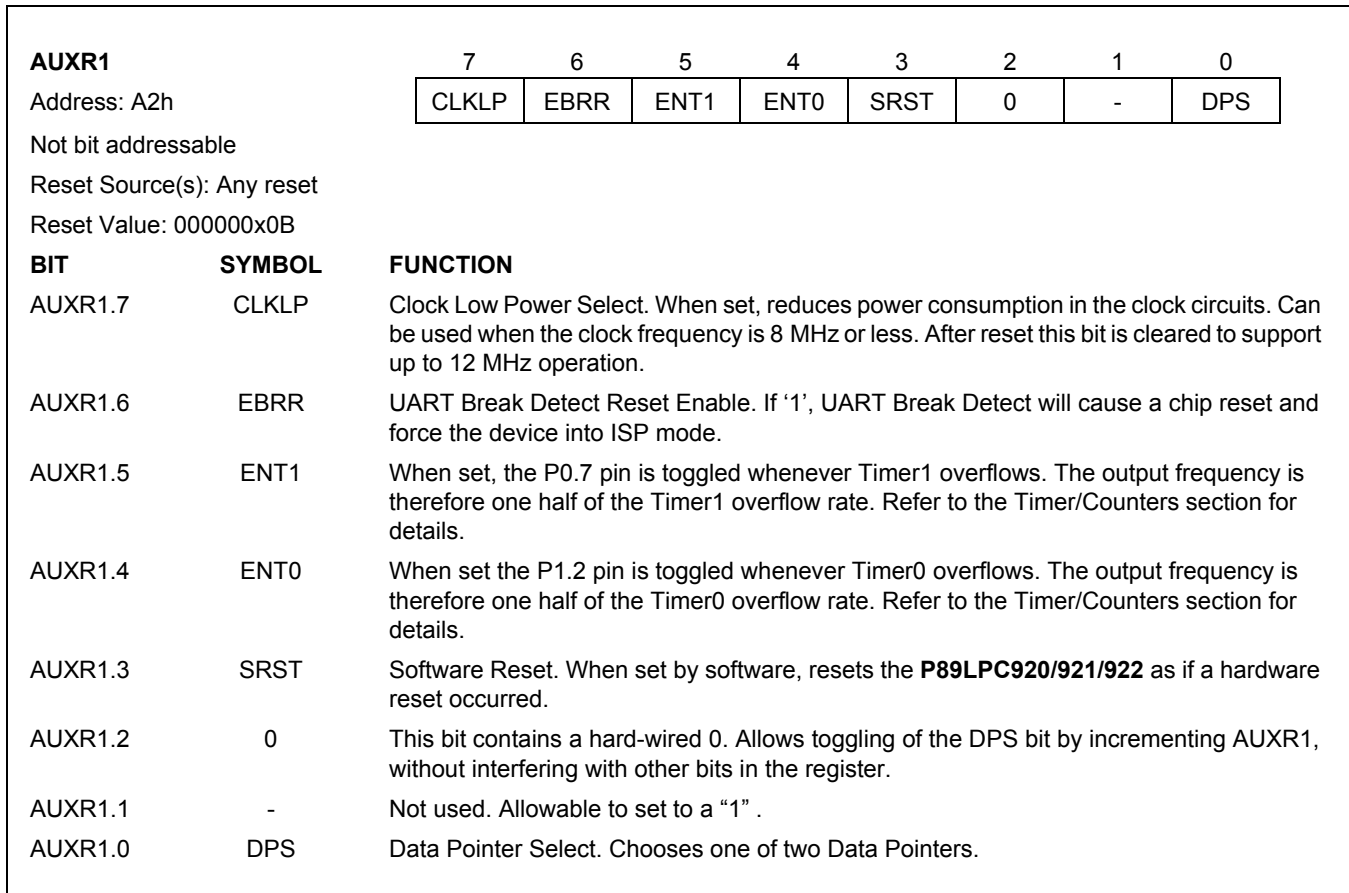 AUXR1 7 6 5 4 3 2 1 0
Address: A2h CLKLP EBRR ENT1 ENT0 SRST 0 - DPS
Not bit addressable
Reset Source(s): Any reset
Reset Value: 000000x0B
BIT SYMBOL FUNCTION
AUXR1.7 CLKLP Clock Low Power Select. When set, reduces power consumption in the clock circuits. Can
be used when the clock frequency is 8 MHz or less. After reset this bit is cleared to support
up to 12 MHz operation.
AUXR1.6 EBRR UART Break Detect Reset Enable. If ‘1’, UART Break Detect will cause a chip reset and
force the device into ISP mode.
AUXR1.5 ENT1 When set, the P0.7 pin is toggled whenever Timer1 overflows. The output frequency is
therefore one half of the Timer1 overflow rate. Refer to the Timer/Counters section for
details.
AUXR1.4 ENT0 When set the P1.2 pin is toggled whenever Timer0 overflows. The output frequency is
therefore one half of the Timer0 overflow rate. Refer to the Timer/Counters section for
details.
AUXR1.3 SRST Software Reset. When set by software, resets the P89LPC920/921/922 as if a hardware
reset occurred.
AUXR1.2 0 This bit contains a hard-wired 0. Allows toggling of the DPS bit by incrementing AUXR1,
without interfering with other bits in the register.
AUXR1.1 - Not used. Allowable to set to a “1” .
AUXR1.0 DPS Data Pointer Select. Chooses one of two Data Pointers.